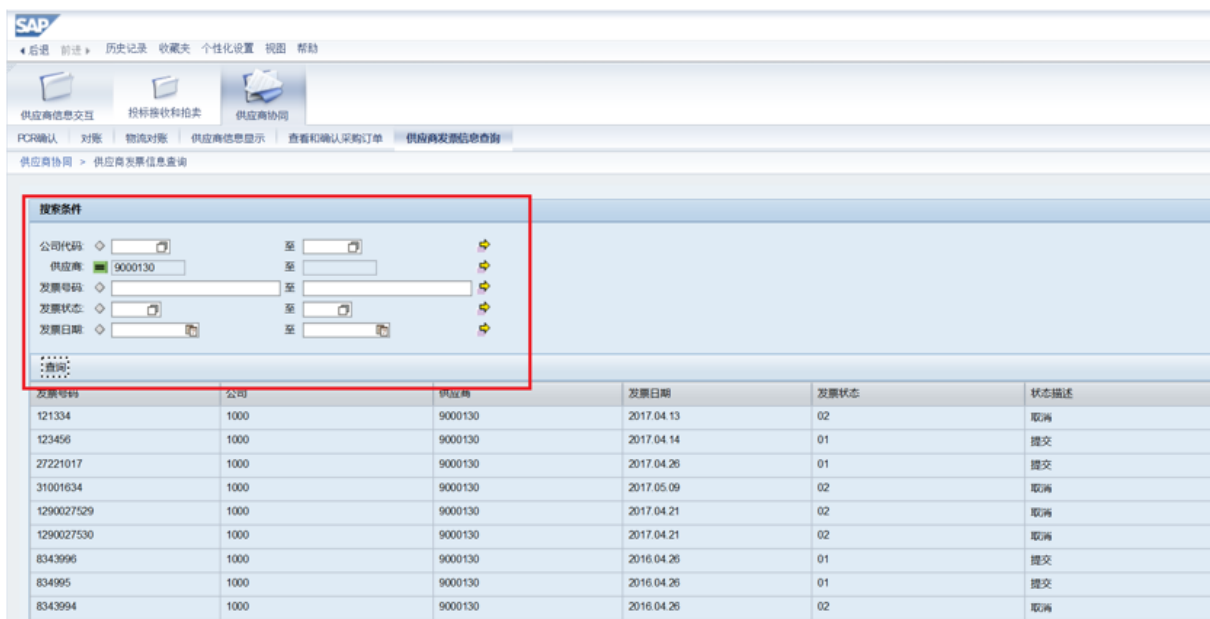 SAP
后退 前进 历史记录 收藏夹 个性化设置 视图 帮助
供应商信息交互 投标接收和拍卖 供应商协同
PCR确认 对账 物流对账 供应商信息显示 查看和确认采购订单 供应商发票信息查询
供应商协同 > 供应商发票信息查询
搜索条件
公司代码: 至
供应商: 9000130 至
发票号码: 至
发票状态: 至
发票日期: 至
查询
发票号码 公司 供应商 发票日期 发票状态 状态描述
121334 1000 9000130 2017.04.13 02 取消
123456 1000 9000130 2017.04.14 01 提交
27221017 1000 9000130 2017.04.26 01 提交
31001634 1000 9000130 2017.05.09 02 取消
1290027529 1000 9000130 2017.04.21 02 取消
1290027530 1000 9000130 2017.04.21 02 取消
8343996 1000 9000130 2016.04.26 01 提交
834995 1000 9000130 2016.04.26 01 提交
8343994 1000 9000130 2016.04.26 02 取消